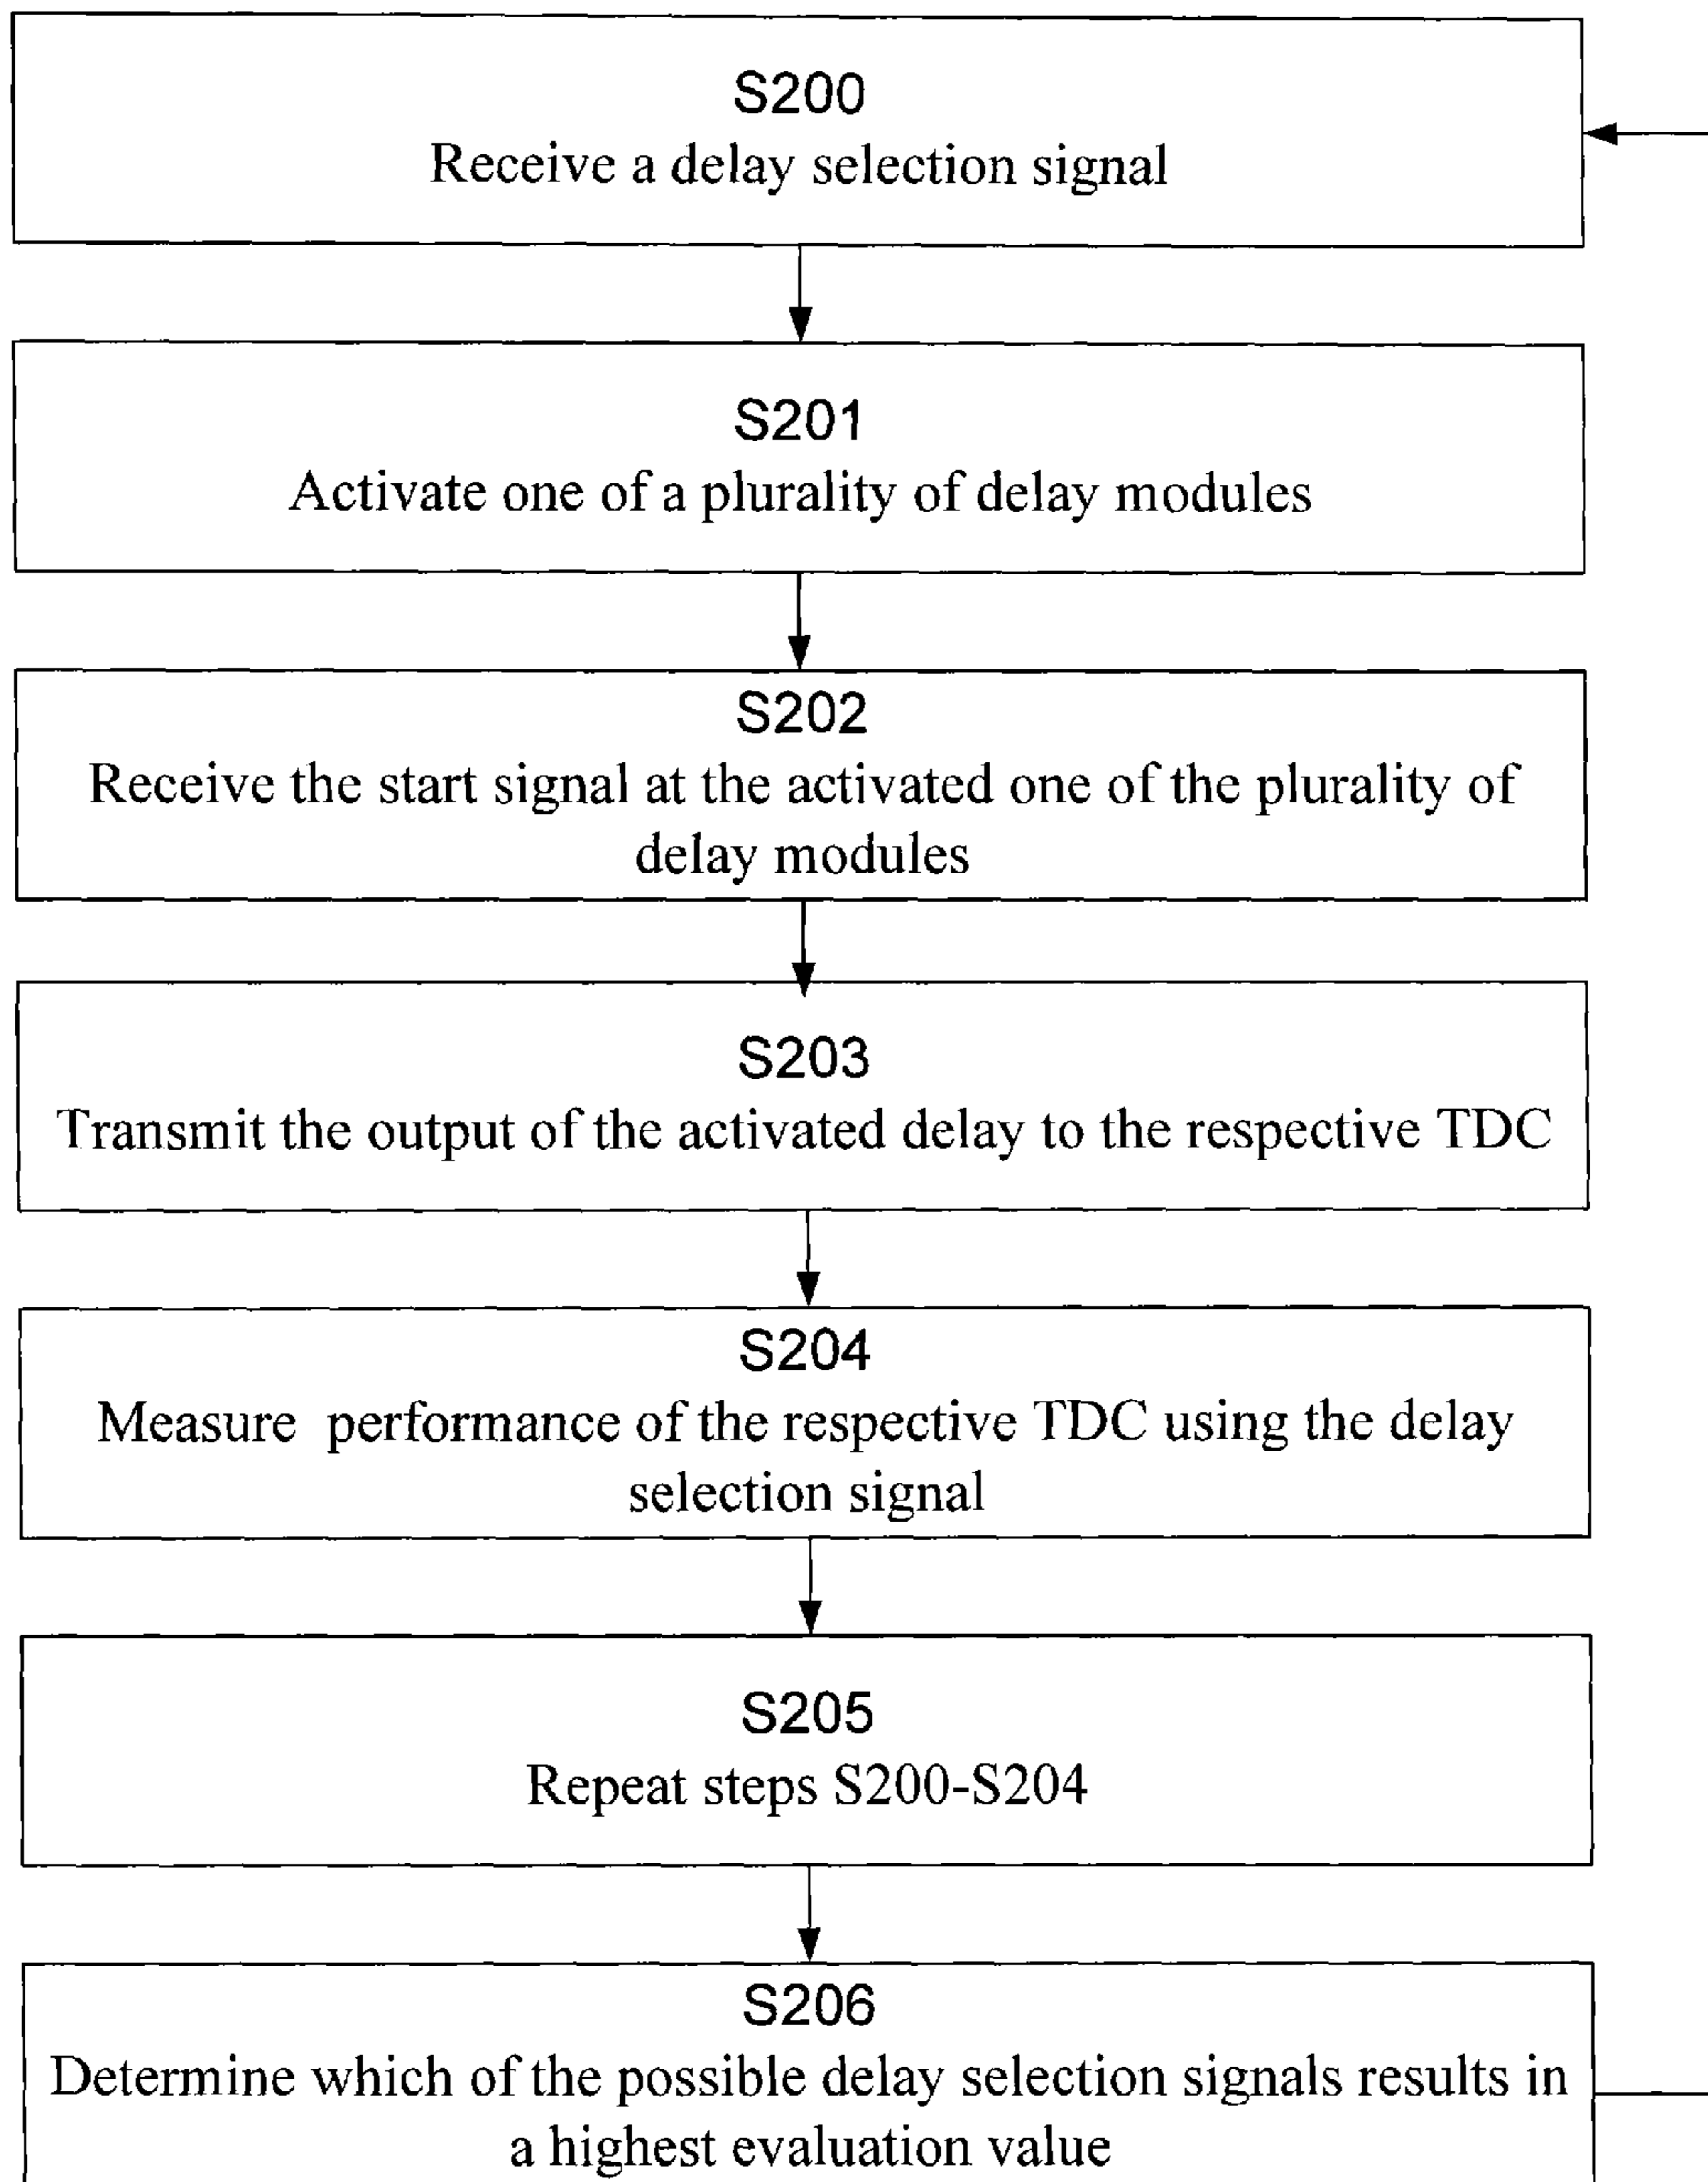 S200
Receive a delay selection signal
S201
Activate one of a plurality of delay modules
S202
Receive the start signal at the activated one of the plurality of
delay modules
S203
Transmit the output of the activated delay to the respective TDC
S204
Measure performance of the respective TDC using the delay
selection signal
S205
Repeat steps S200-S204
S206
Determine which of the possible delay selection signals results in
a highest evaluation value